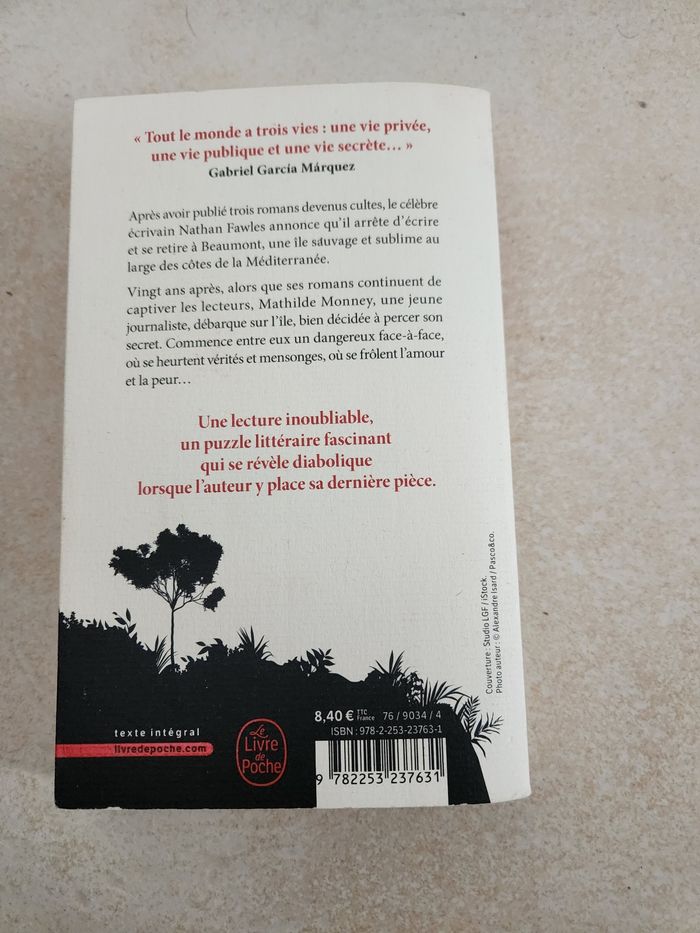 « Tout le monde a trois vies : une vie privée,
une vie publique et une vie secrète… »
Gabriel García Márquez
Après avoir publié trois romans devenus cultes, le célèbre
écrivain Nathan Fawles annonce qu'il arrête d'écrire
et se retire à Beaumont, une île sauvage et sublime au
large des côtes de la Méditerranée.
Vingt ans après, alors que ses romans continuent de
captiver les lecteurs, Mathilde Monney, une jeune
journaliste, débarque sur l'île, bien décidée à percer son
secret. Commence entre eux un dangereux face-à-face,
où se heurtent vérités et mensonges, où se frôlent l'amour
et la peur…
Une lecture inoubliable,
un puzzle littéraire fascinant
qui se révèle diabolique
lorsque l'auteur y place sa dernière pièce.
Couverture : Studio LGF / iStock.
Photo auteur : © Alexandre Isard / Pasco&co.
texte intégral
livredepoche.com
Le
Livre
de
Poche
8,40 € TTC France 76 / 9034 / 4
ISBN : 978-2-253-23763-1
9 782253 237631